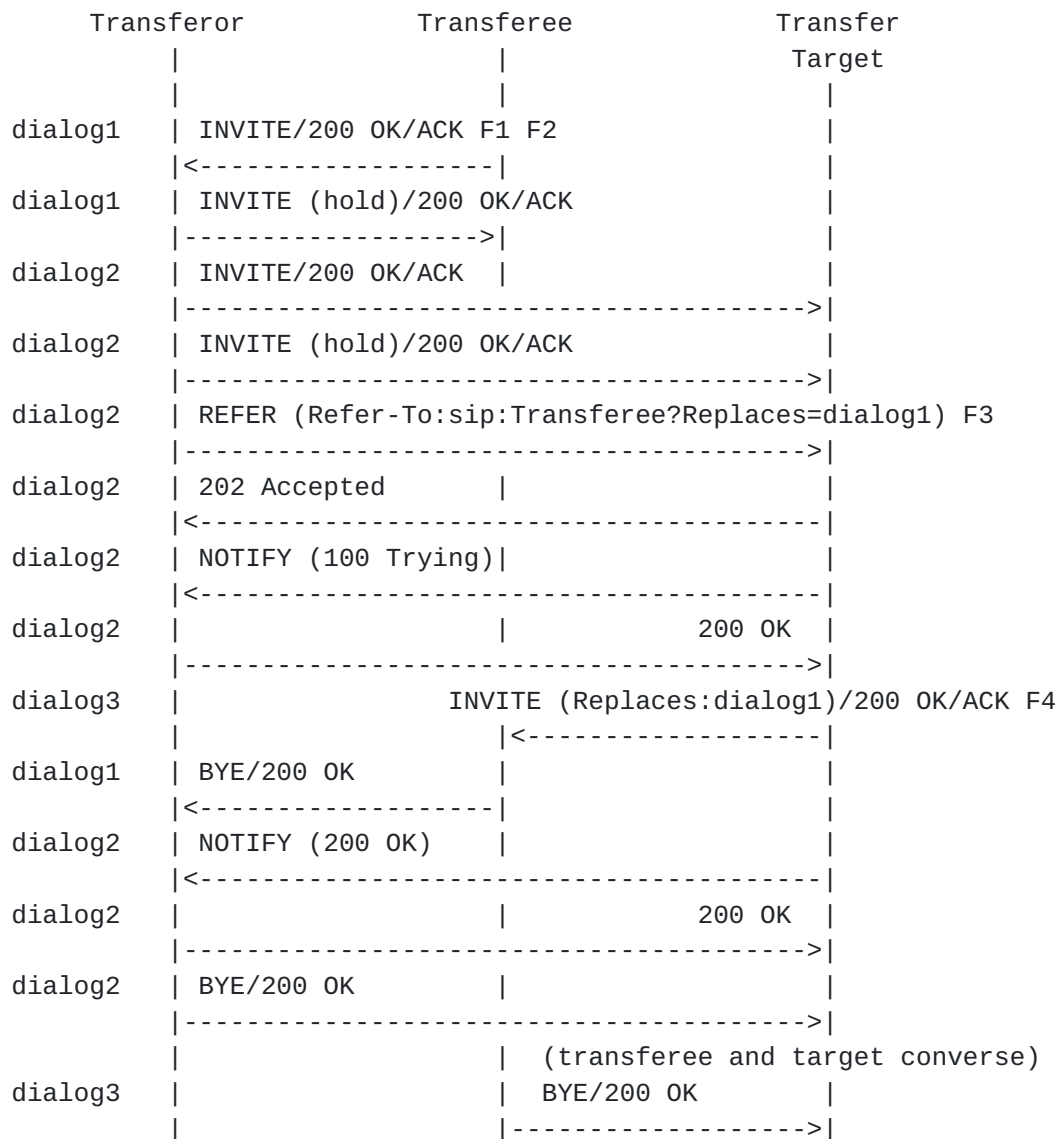 Transferor           Transferee             Transfer
     |                    |                  Target
     |                    |                    |
dialog1   | INVITE/200 OK/ACK F1 F2                 |
          |<-------------------|                    |
dialog1   | INVITE (hold)/200 OK/ACK                |
          |------------------->|                    |
dialog2   | INVITE/200 OK/ACK  |                    |
          |---------------------------------------->|
dialog2   | INVITE (hold)/200 OK/ACK                |
          |---------------------------------------->|
dialog2   | REFER (Refer-To:sip:Transferee?Replaces=dialog1) F3
          |---------------------------------------->|
dialog2   | 202 Accepted       |                    |
          |<----------------------------------------|
dialog2   | NOTIFY (100 Trying)|                    |
          |<----------------------------------------|
dialog2   |                    |            200 OK  |
          |---------------------------------------->|
dialog3   |                 INVITE (Replaces:dialog1)/200 OK/ACK F4
          |                    |<-------------------|
dialog1   | BYE/200 OK         |                    |
          |<-------------------|                    |
dialog2   | NOTIFY (200 OK)    |                    |
          |<----------------------------------------|
dialog2   |                    |            200 OK  |
          |---------------------------------------->|
dialog2   | BYE/200 OK         |                    |
          |---------------------------------------->|
          |                    |  (transferee and target converse)
dialog3   |                    |  BYE/200 OK        |
          |                    |------------------->|